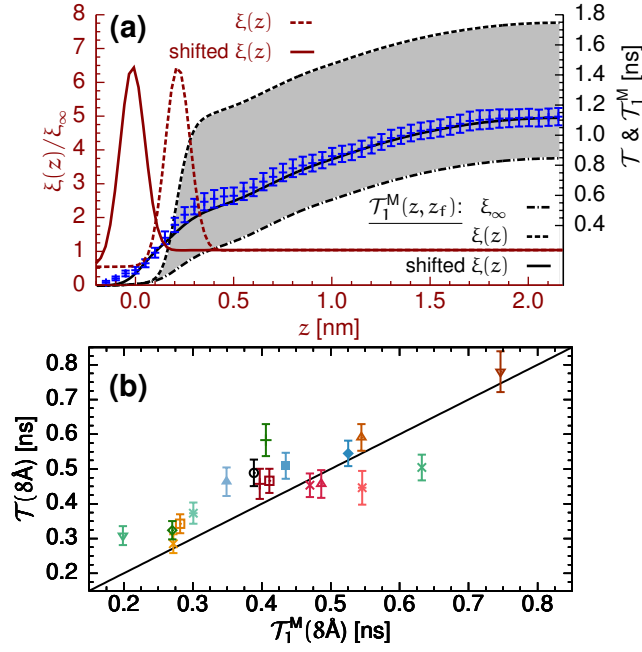 (a)
ξ(z)
shifted ξ(z)
ξ(z)/ξ∞
8
7
6
5
4
3
2
1
0
1.8
1.6
1.4
1.2
1.0
0.8
0.6
0.4
𝒯 & 𝒯₁ᴹ [ns]
𝒯₁ᴹ(z, z_f): ξ∞
ξ(z)
shifted ξ(z)
0.0 0.5 1.0 1.5 2.0
z [nm]
(b)
𝒯(8Å) [ns]
0.8
0.7
0.6
0.5
0.4
0.3
0.2
0.2 0.3 0.4 0.5 0.6 0.7 0.8
𝒯₁ᴹ(8Å) [ns]